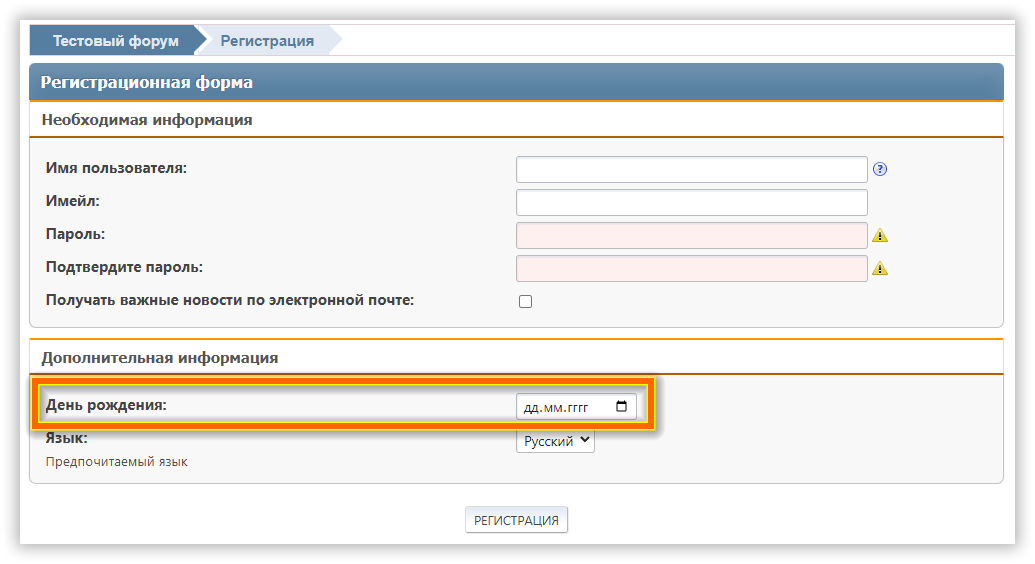 Тестовый форум Регистрация
Регистрационная форма
Необходимая информация
Имя пользователя:
?
Имейл:
Пароль:
Подтвердите пароль:
Получать важные новости по электронной почте:
Дополнительная информация
День рождения: дд.мм.гггг
Язык: Русский
Предпочитаемый язык
РЕГИСТРАЦИЯ